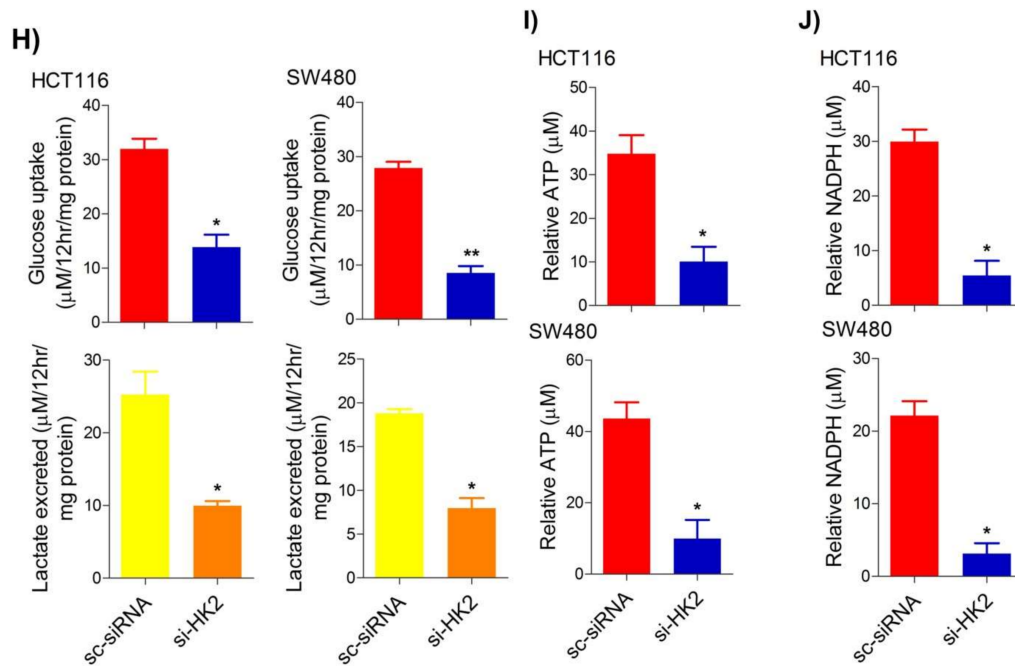 H)
HCT116
Glucose uptake
(μM/12hr/mg protein)
40
30
20
10
0
*
SW480
Glucose uptake
(μM/12hr/mg protein)
40
30
20
10
0
**
Lactate excreted (μM/12hr/
mg protein)
30
20
10
0
*
sc-siRNA
si-HK2
Lactate excreted (μM/12hr/
mg protein)
25
20
15
10
5
0
*
sc-siRNA
si-HK2
I)
HCT116
Relative ATP (μM)
50
40
30
20
10
0
*
SW480
Relative ATP (μM)
60
40
20
0
*
sc-siRNA
si-HK2
J)
HCT116
Relative NADPH (μM)
40
30
20
10
0
*
SW480
Relative NADPH (μM)
30
20
10
0
*
sc-siRNA
si-HK2